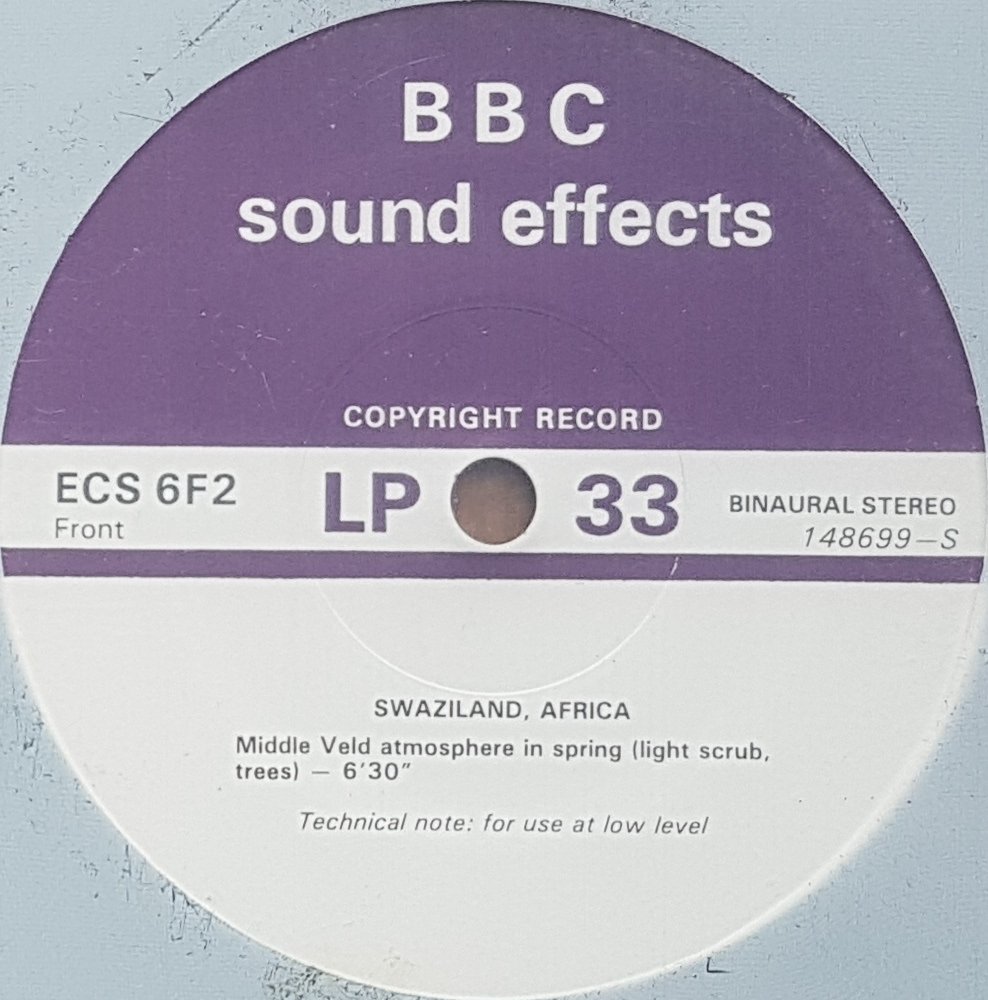 BBC
sound effects
COPYRIGHT RECORD
ECS 6F2
Front
LP 33
BINAURAL STEREO
148699–S
SWAZILAND, AFRICA
Middle Veld atmosphere in spring (light scrub,
trees) – 6'30"
Technical note: for use at low level